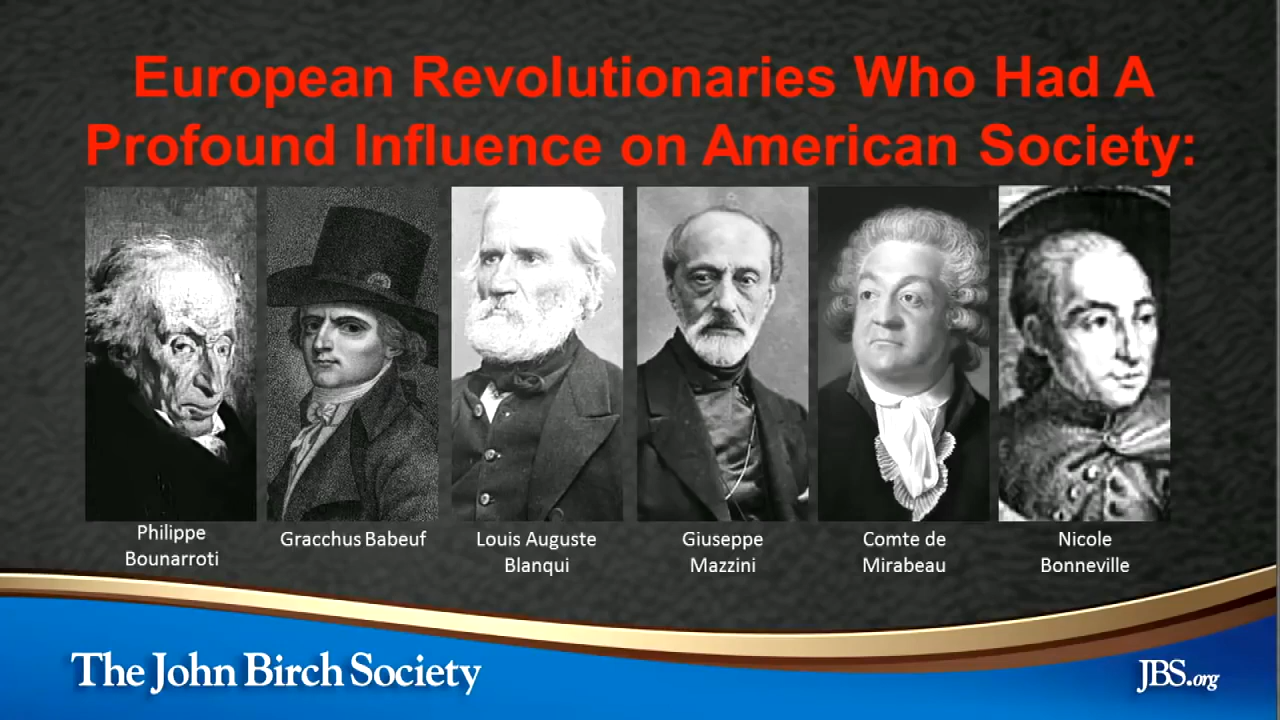 European Revolutionaries Who Had A
Profound Influence on American Society:
Philippe
Bounarroti
Gracchus Babeuf
Louis Auguste
Blanqui
Giuseppe
Mazzini
Comte de
Mirabeau
Nicole
Bonneville
The John Birch Society
JBS.org